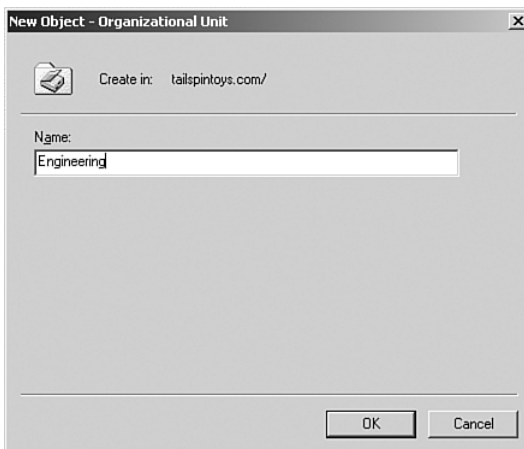 New Object - Organizational Unit
Create in: tailspintoys.com/
Name:
Engineering
OK Cancel